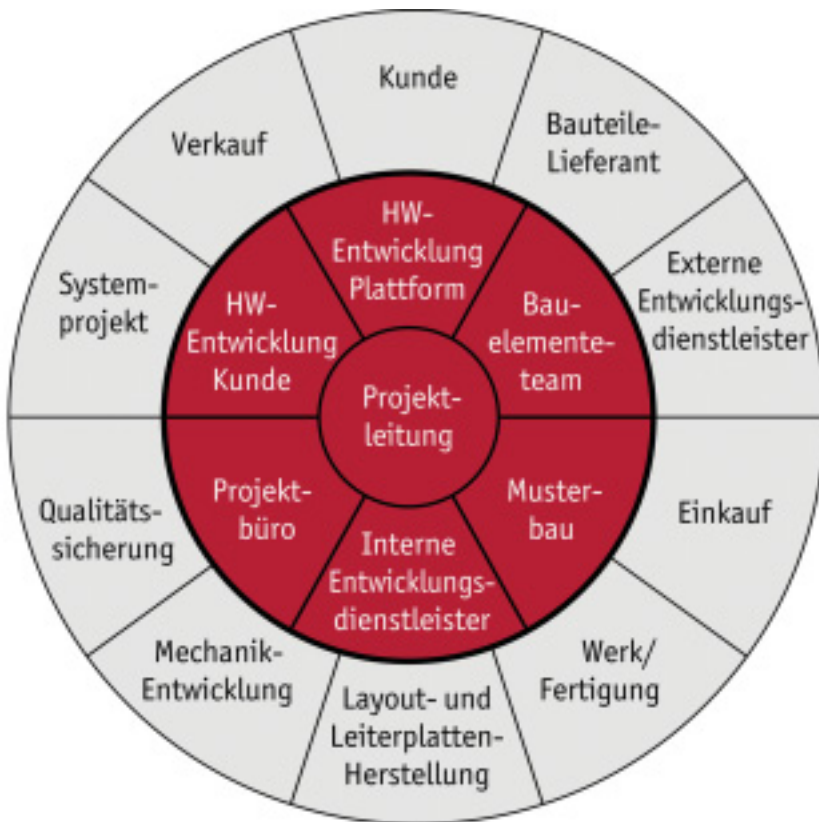 Kunde
Bauteile-
Lieferant
Externe
Entwicklungs-
dienstleister
Einkauf
Werk/
Fertigung
Layout- und
Leiterplatten-
Herstellung
Mechanik-
Entwicklung
Qualitäts-
sicherung
System-
projekt
Verkauf
HW-
Entwicklung
Plattform
Bau-
elemente-
team
Muster-
bau
Interne
Entwicklungs-
dienstleister
Projekt-
büro
HW-
Entwicklung
Kunde
Projekt-
leitung